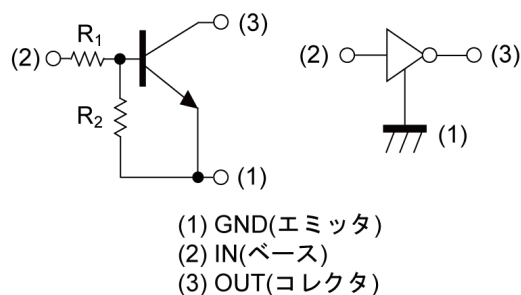 R1
(3)
(2)
R2
(1)
(2)
(3)
(1)
(1) GND(エミッタ)
(2) IN(ベース)
(3) OUT(コレクタ)